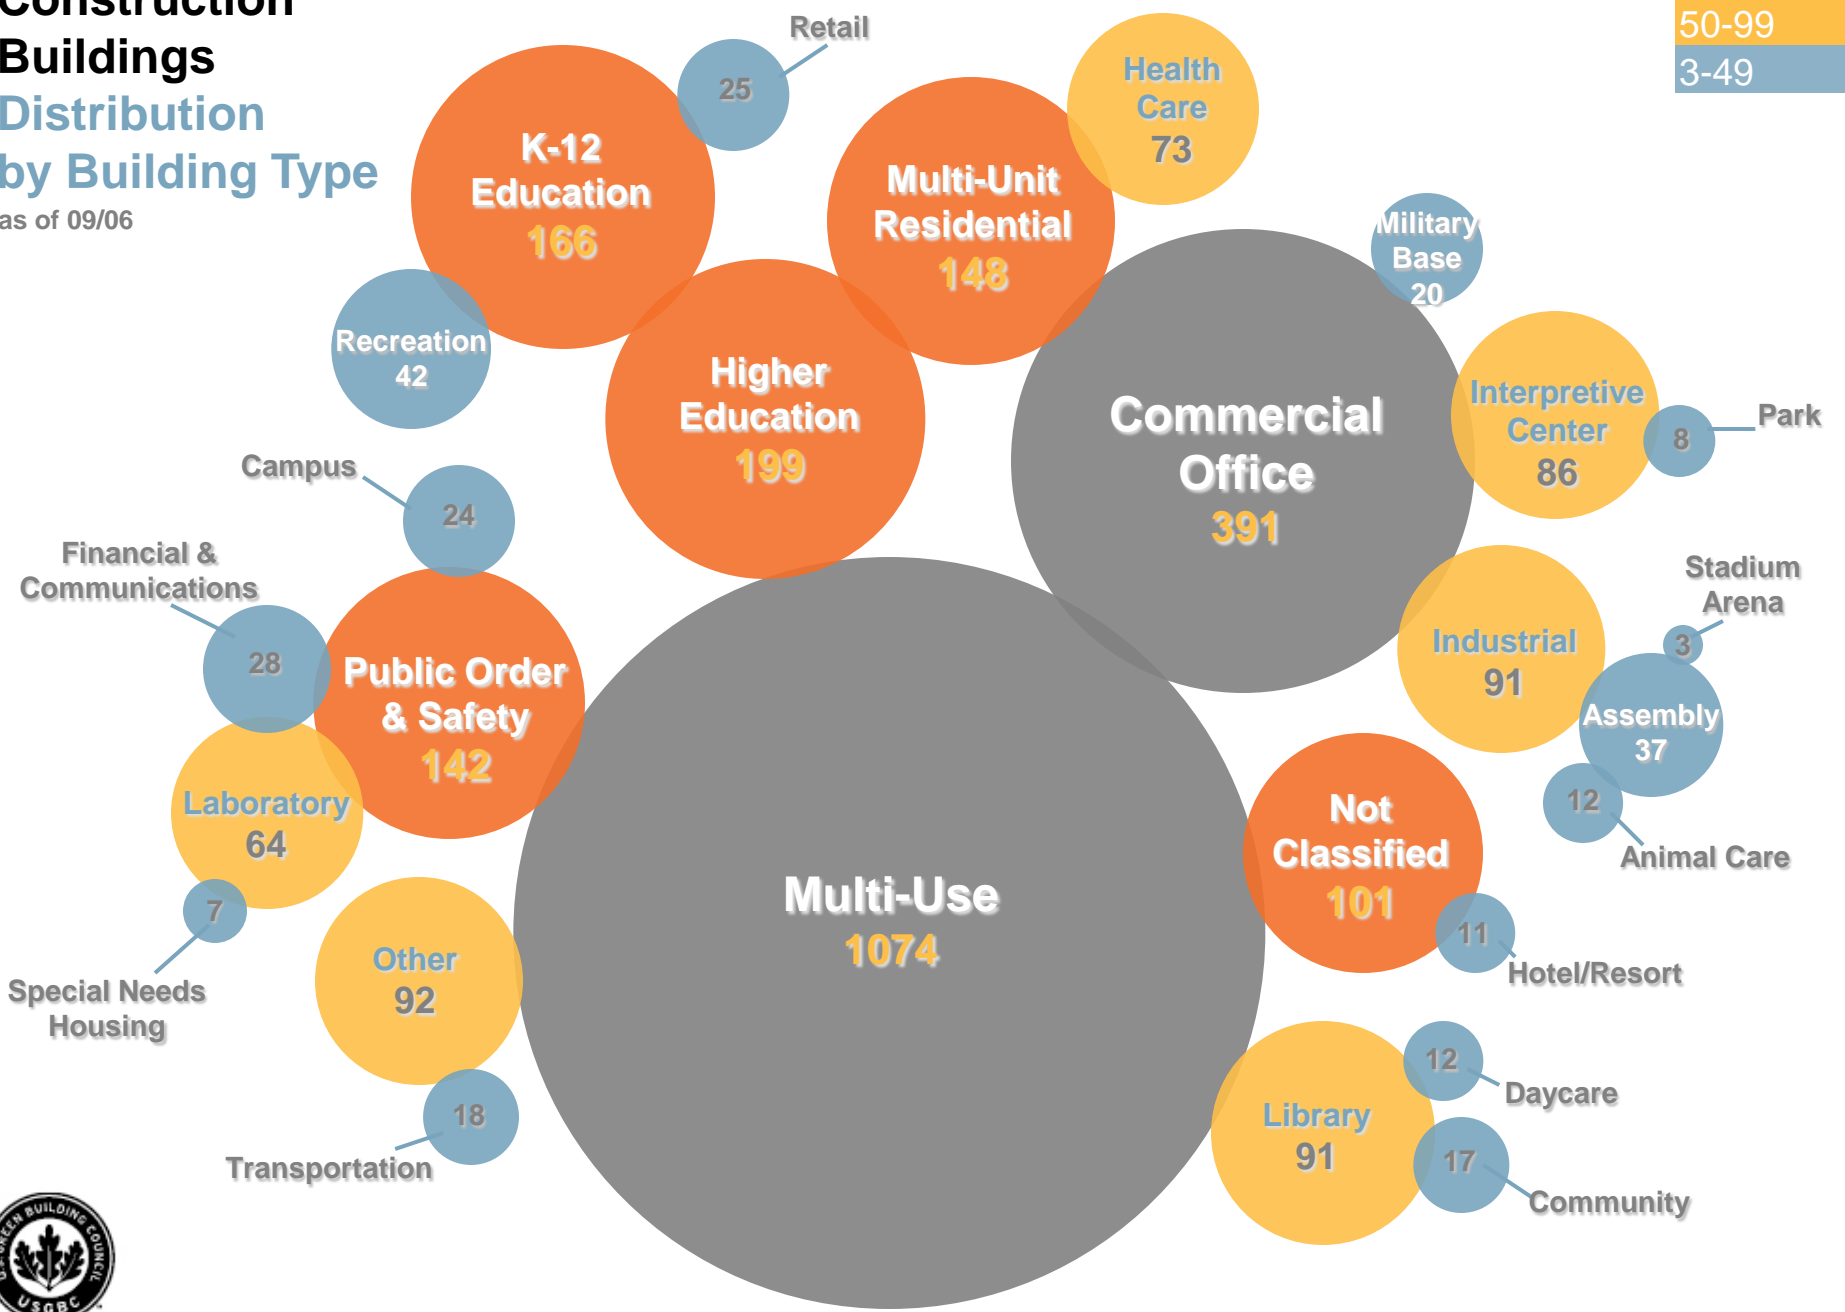 Construction
Buildings
Distribution
by Building Type
as of 09/06
50-99
3-49
Retail
25
K-12
Education
166
Multi-Unit
Residential
148
Health
Care
73
Military
Base
20
Recreation
42
Higher
Education
199
Commercial
Office
391
Interpretive
Center
86
8
Park
Campus
24
Financial &
Communications
28
Public Order
& Safety
142
Industrial
91
Stadium
Arena
3
Assembly
37
12
Animal Care
Laboratory
64
7
Special Needs
Housing
Other
92
18
Transportation
Multi-Use
1074
Not
Classified
101
11
Hotel/Resort
Library
91
12
Daycare
17
Community
U.S. GREEN BUILDING COUNCIL
USGBC